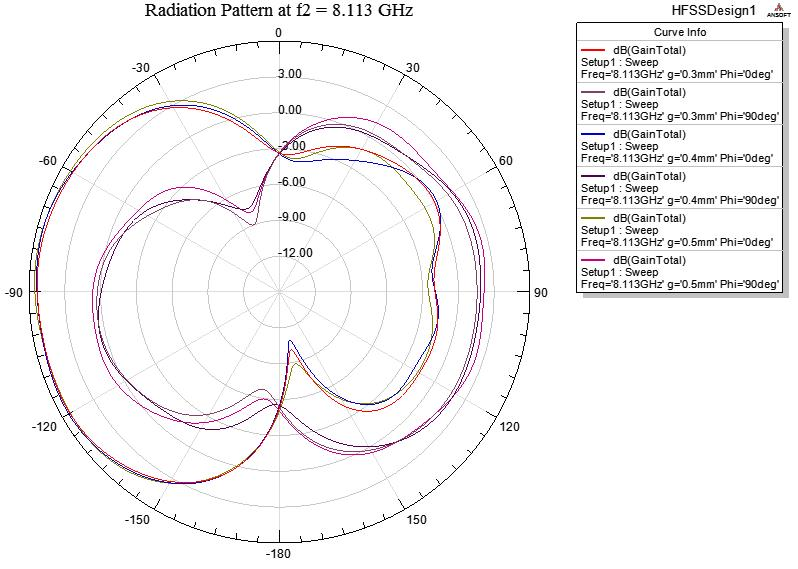 Radiation Pattern at f2 = 8.113 GHz
HFSSDesign1
ANSOFT
Curve Info
dB(GainTotal)
Setup1 : Sweep
Freq='8.113GHz' g='0.3mm' Phi='0deg'
dB(GainTotal)
Setup1 : Sweep
Freq='8.113GHz' g='0.3mm' Phi='90deg'
dB(GainTotal)
Setup1 : Sweep
Freq='8.113GHz' g='0.4mm' Phi='0deg'
dB(GainTotal)
Setup1 : Sweep
Freq='8.113GHz' g='0.4mm' Phi='90deg'
dB(GainTotal)
Setup1 : Sweep
Freq='8.113GHz' g='0.5mm' Phi='0deg'
dB(GainTotal)
Setup1 : Sweep
Freq='8.113GHz' g='0.5mm' Phi='90deg'
0
-30
30
3.00
0.00
-3.00
-60
60
-6.00
-9.00
-12.00
-90
90
-120
120
-150
150
-180